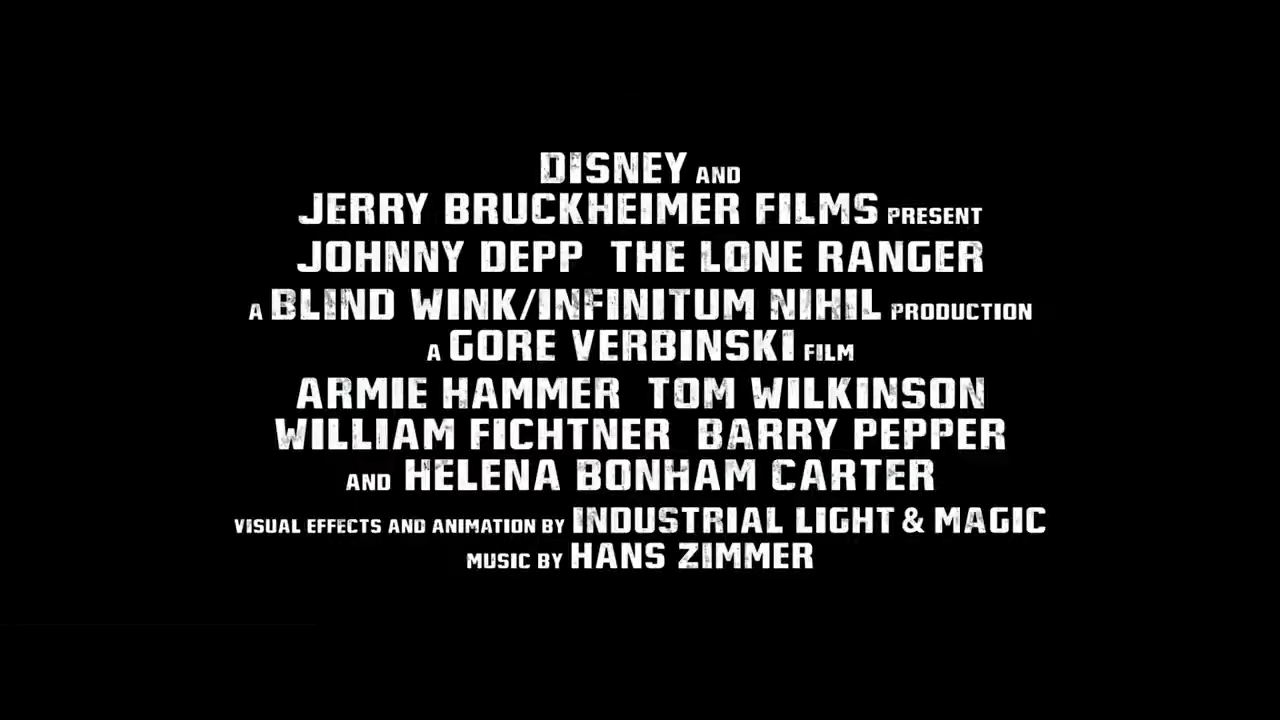 DISNEY AND
JERRY BRUCKHEIMER FILMS PRESENT
JOHNNY DEPP THE LONE RANGER
A BLIND WINK/INFINITUM NIHIL PRODUCTION
A GORE VERBINSKI FILM
ARMIE HAMMER TOM WILKINSON
WILLIAM FICHTNER BARRY PEPPER
AND HELENA BONHAM CARTER
VISUAL EFFECTS AND ANIMATION BY INDUSTRIAL LIGHT & MAGIC
MUSIC BY HANS ZIMMER